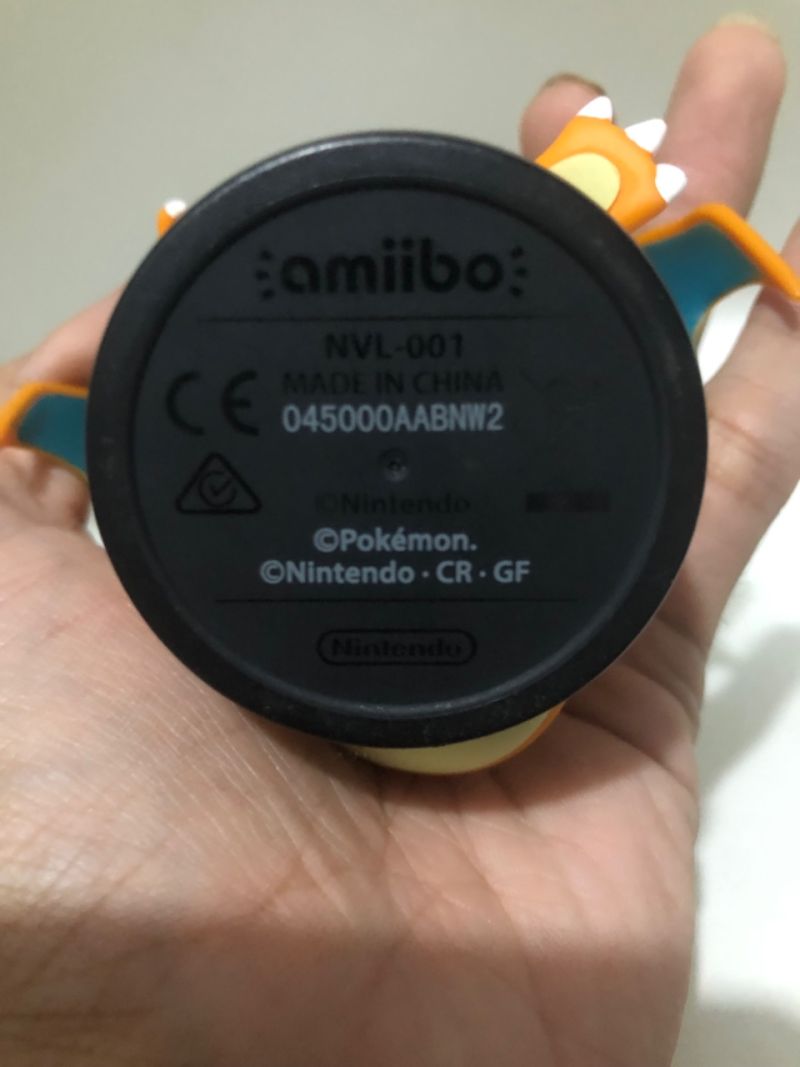 amiibo
NVL-001
MADE IN CHINA
CE
045000AABNW2
©Nintendo
©Pokémon.
©Nintendo · CR · GF
Nintendo